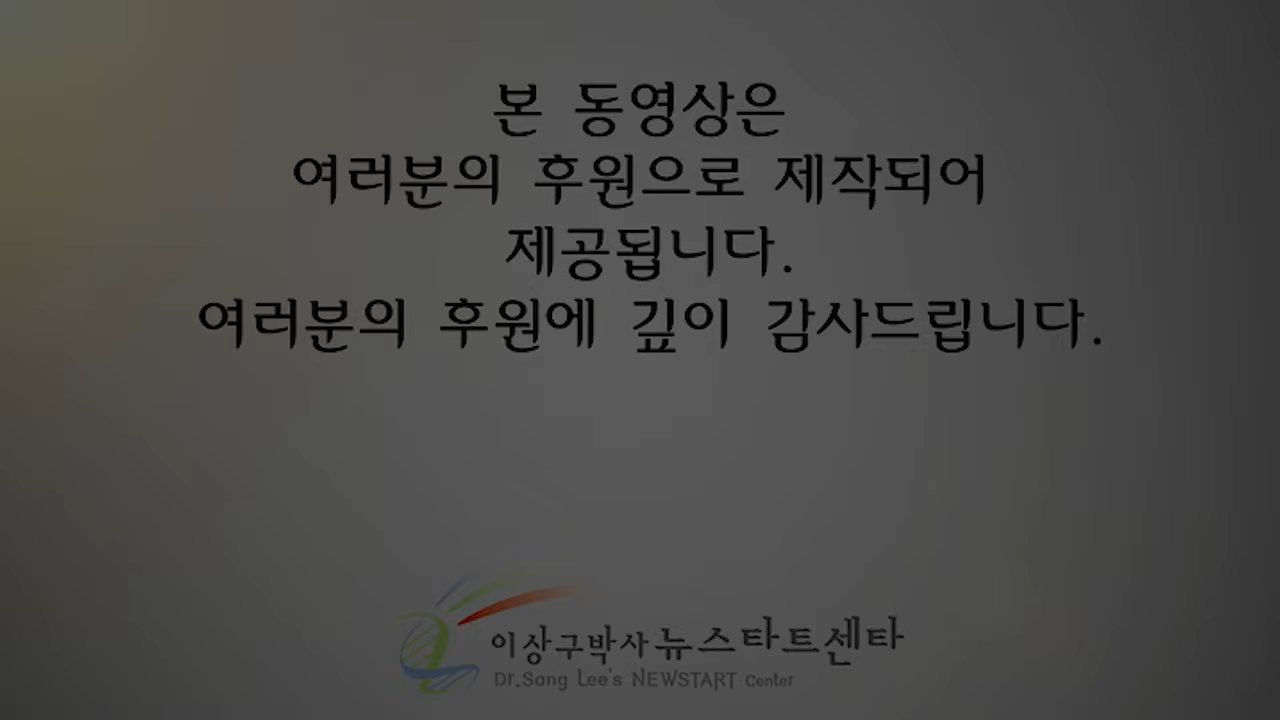 본 동영상은
여러분의 후원으로 제작되어
제공됩니다.
여러분의 후원에 깊이 감사드립니다.
이상구박사 뉴스타트센타
Dr.Sang Lee's NEWSTART Center